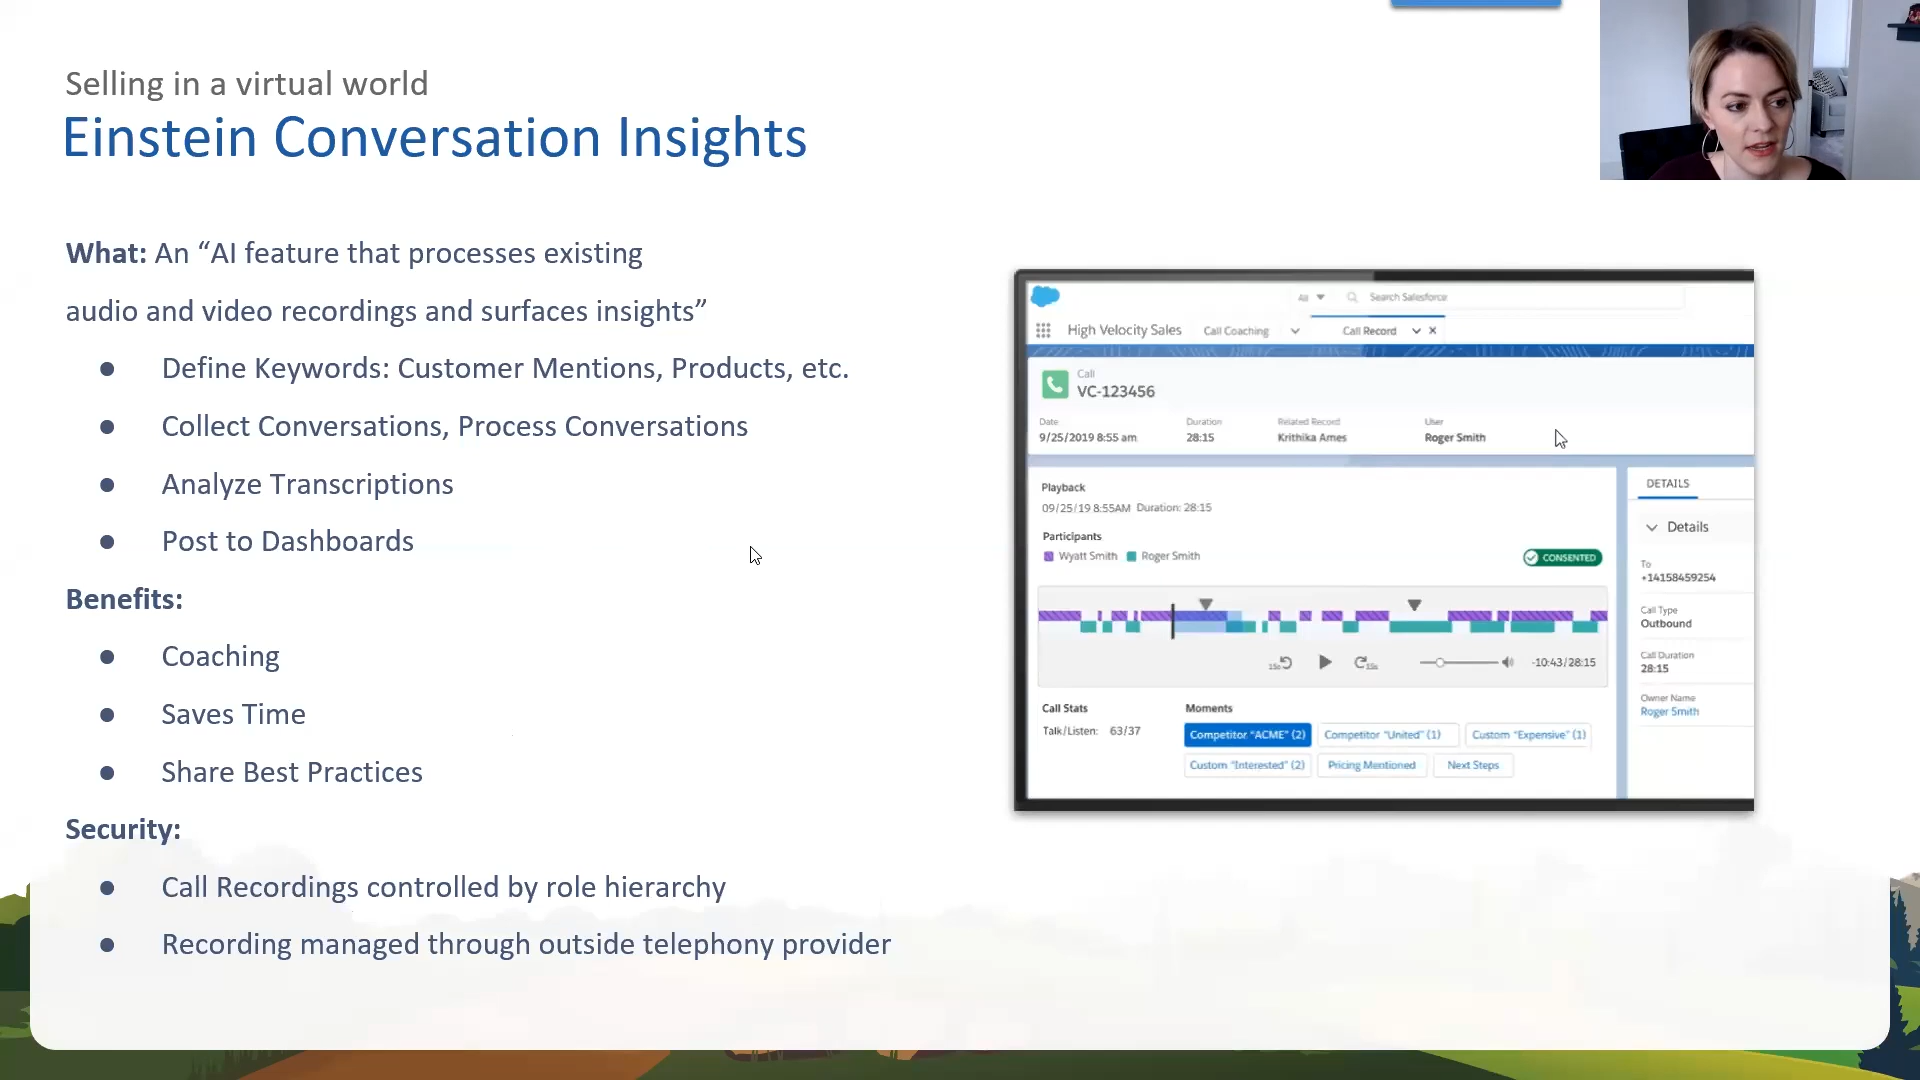 Selling in a virtual world
Einstein Conversation Insights
What: An “AI feature that processes existing
audio and video recordings and surfaces insights”
● Define Keywords: Customer Mentions, Products, etc.
● Collect Conversations, Process Conversations
● Analyze Transcriptions
● Post to Dashboards
Benefits:
● Coaching
● Saves Time
● Share Best Practices
Security:
● Call Recordings controlled by role hierarchy
● Recording managed through outside telephony provider
All Search Salesforce
High Velocity Sales Call Coaching Call Record
Call
VC-123456
Date Duration Related Record User
9/25/2019 8:55 am 28:15 Krithika Ames Roger Smith
Playback
09/25/19 8:55AM Duration: 28:15
Participants
Wyatt Smith Roger Smith
CONSENTED
15s 15s -10:43/28:15
Call Stats Moments
Talk/Listen: 63/37 Competitor "ACME" (2) Competitor "United" (1) Custom "Expensive" (1)
Custom "Interested" (2) Pricing Mentioned Next Steps
DETAILS
Details
To
+14158459254
Call Type
Outbound
Call Duration
28:15
Owner Name
Roger Smith